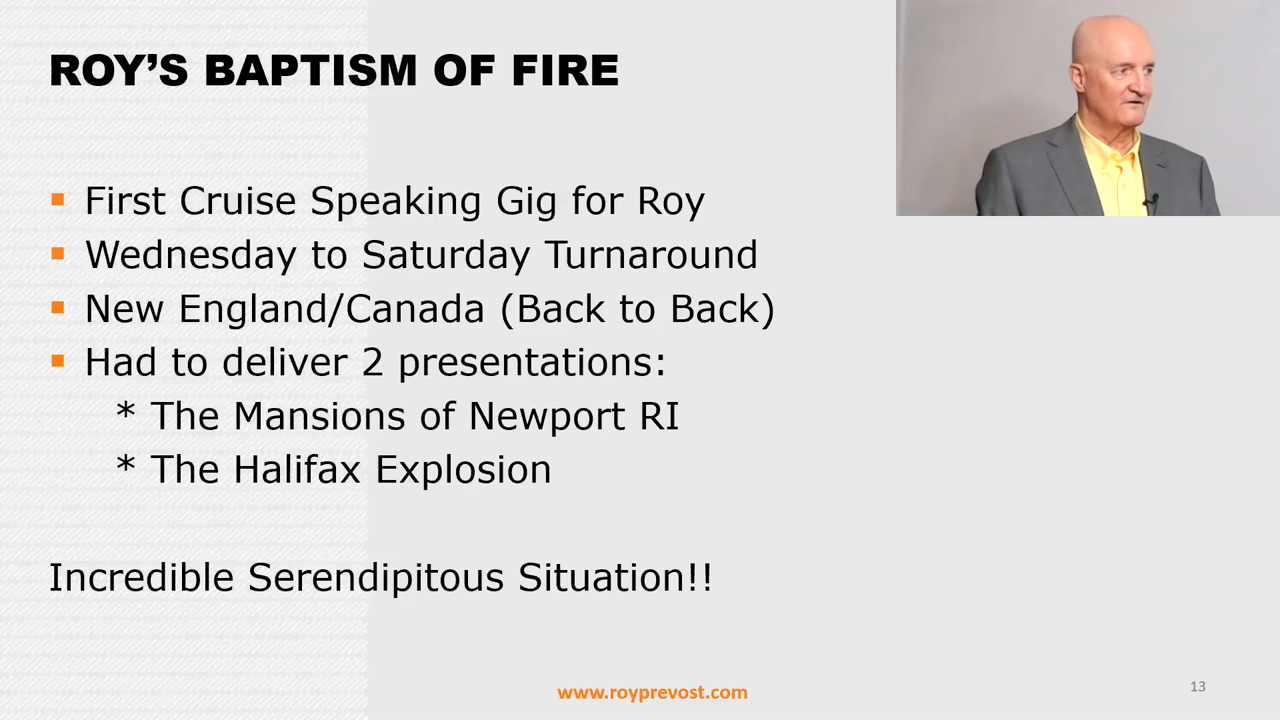 ROY’S BAPTISM OF FIRE
▪ First Cruise Speaking Gig for Roy
▪ Wednesday to Saturday Turnaround
▪ New England/Canada (Back to Back)
▪ Had to deliver 2 presentations:
* The Mansions of Newport RI
* The Halifax Explosion
Incredible Serendipitous Situation!!
www.royprevost.com
13